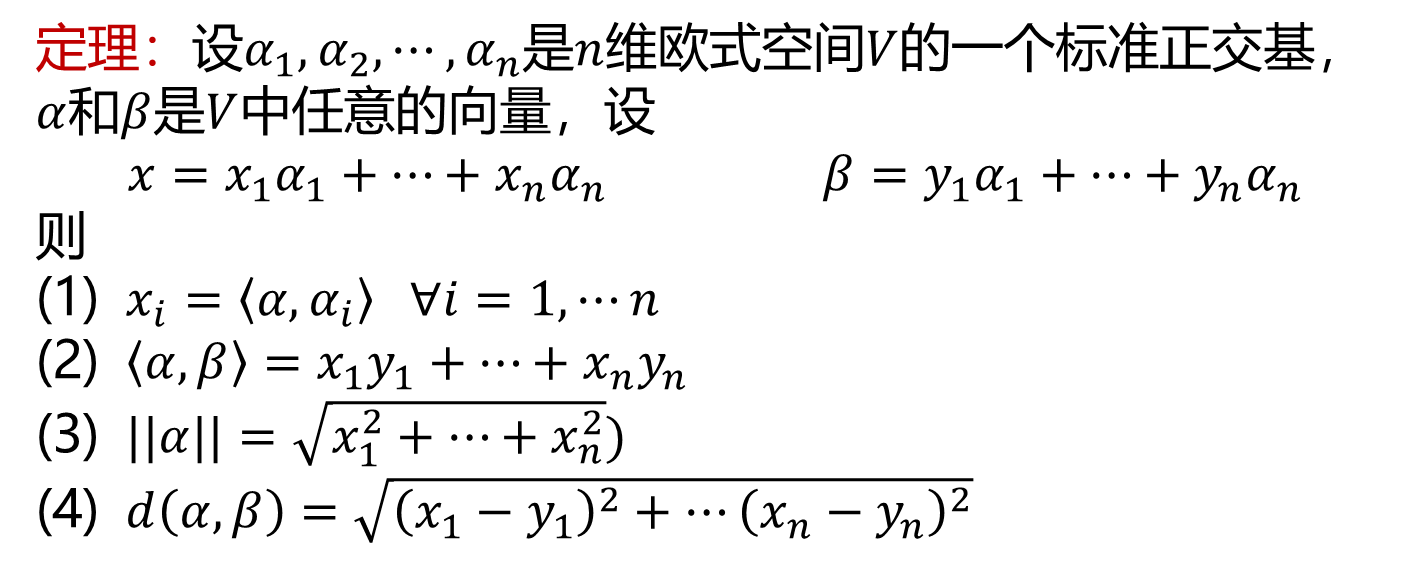 定理：设α₁, α₂, ⋯, αₙ是n维欧式空间V的一个标准正交基，
α和β是V中任意的向量，设
x = x₁α₁ + ⋯ + xₙαₙ β = y₁α₁ + ⋯ + yₙαₙ
则
(1) xᵢ = ⟨α, αᵢ⟩ ∀i = 1, ⋯ n
(2) ⟨α, β⟩ = x₁y₁ + ⋯ + xₙyₙ
(3) ||α|| = √(x₁² + ⋯ + xₙ²))
(4) d(α, β) = √((x₁ − y₁)² + ⋯ (xₙ − yₙ)²)